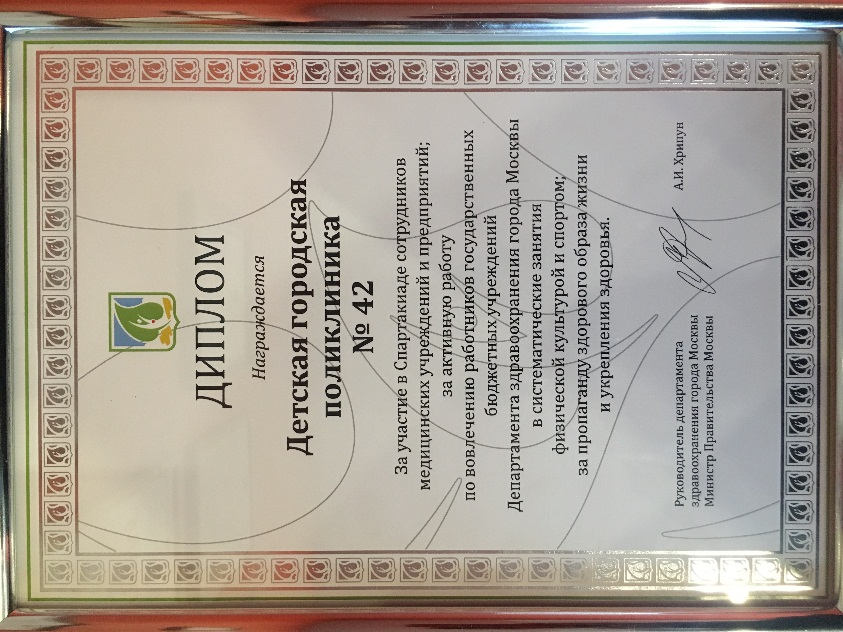 ДИПЛОМ
Награждается
Детская городская
поликлиника
№ 42
За участие в Спартакиаде сотрудников
медицинских учреждений и предприятий;
за активную работу
по вовлечению работников государственных
бюджетных учреждений
Департамента здравоохранения города Москвы
в систематические занятия
физической культурой и спортом;
за пропаганду здорового образа жизни
и укрепления здоровья.
Руководитель департамента
здравоохранения города Москвы
Министр Правительства Москвы
А.И. Хрипун